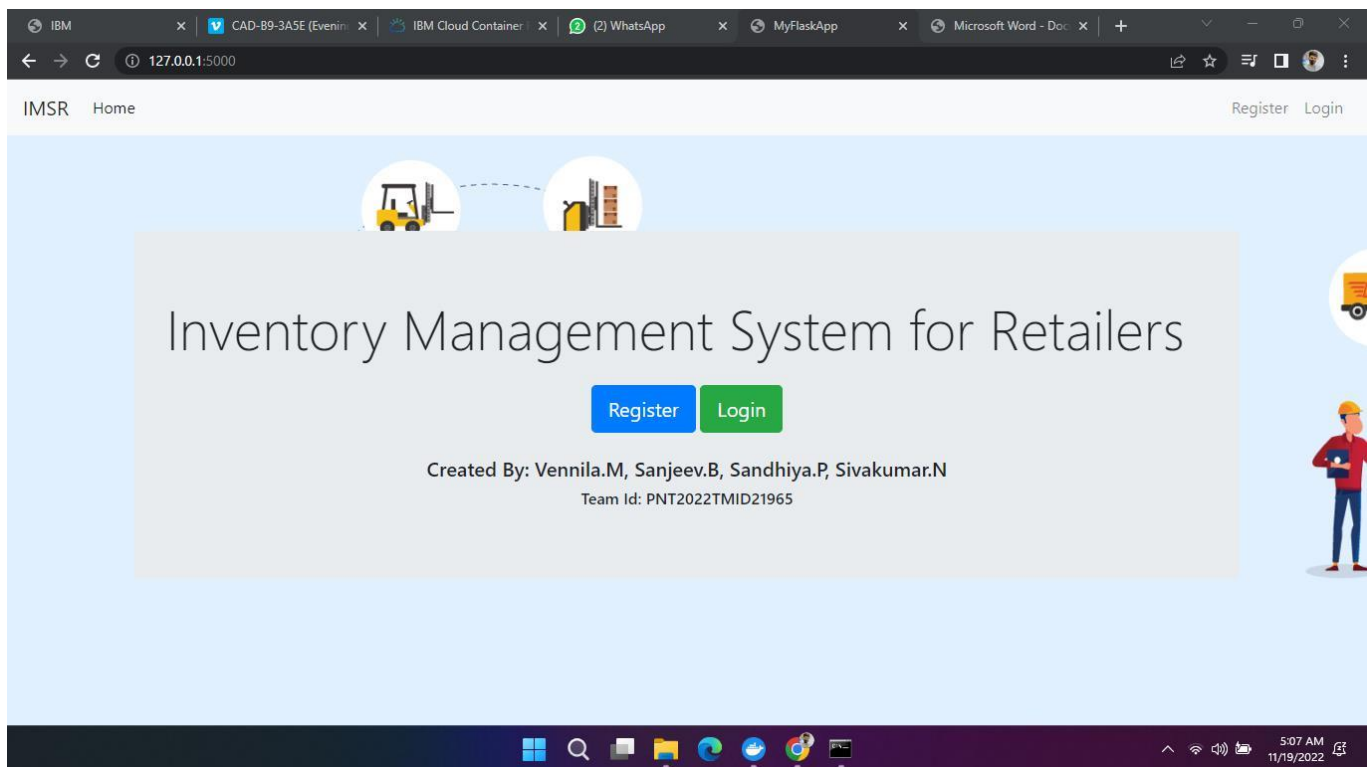 IBM
CAD-B9-3A5E (Evening
IBM Cloud Container
(2) WhatsApp
MyFlaskApp
Microsoft Word - Doc
127.0.0.1:5000
IMSR Home Register Login
Inventory Management System for Retailers
Register Login
Created By: Vennila.M, Sanjeev.B, Sandhiya.P, Sivakumar.N
Team Id: PNT2022TMID21965
5:07 AM
11/19/2022